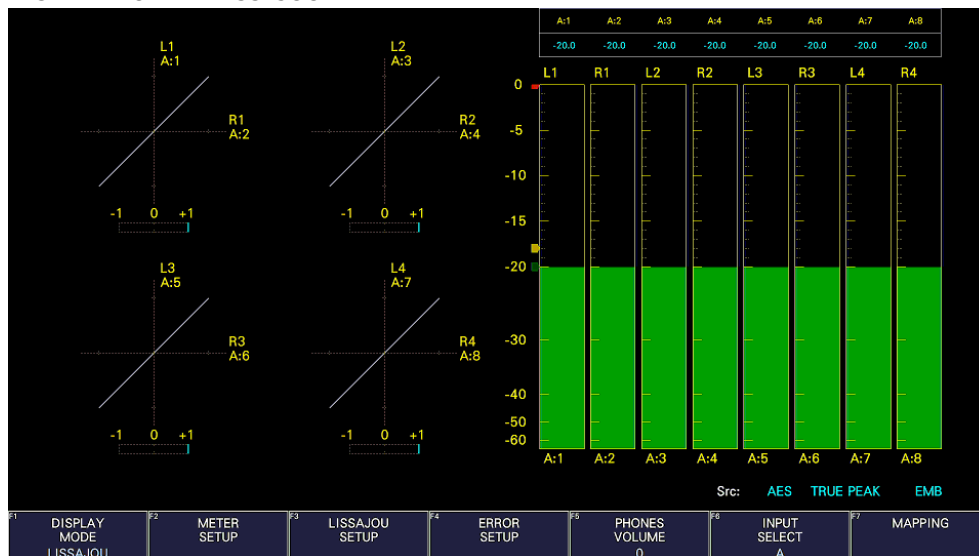 A:1 A:2 A:3 A:4 A:5 A:6 A:7 A:8
-20.0 -20.0 -20.0 -20.0 -20.0 -20.0 -20.0 -20.0
L1 R1 L2 R2 L3 R3 L4 R4
0
-5
-10
-15
-20
-30
-40
-50
-60
A:1 A:2 A:3 A:4 A:5 A:6 A:7 A:8
L1
A:1
R1
A:2
-1 0 +1
L2
A:3
R2
A:4
-1 0 +1
L3
A:5
R3
A:6
-1 0 +1
L4
A:7
R4
A:8
-1 0 +1
Src: AES TRUE PEAK EMB
F1 DISPLAY
MODE
LISSAJOU
F2 METER
SETUP
F3 LISSAJOU
SETUP
F4 ERROR
SETUP
F5 PHONES
VOLUME
0
F6 INPUT
SELECT
A
F7 MAPPING